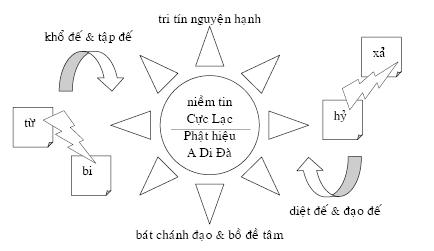 tri tín nguyện hạnh
khổ đế & tập đế
xả
niềm tin
Cực Lạc
Phật hiệu
A Di Đà
từ
hỷ
bi
diệt đế & đạo đế
bát chánh đạo & bồ đề tâm